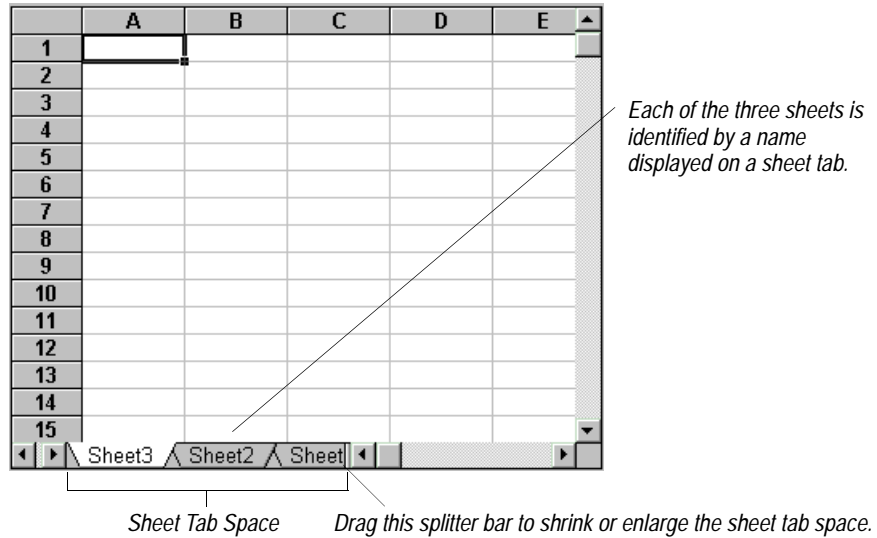 A B C D E
1
2
3
4
5
6
7
8
9
10
11
12
13
14
15
Each of the three sheets is
identified by a name
displayed on a sheet tab.
Sheet3 Sheet2 Sheet
Sheet Tab Space
Drag this splitter bar to shrink or enlarge the sheet tab space.